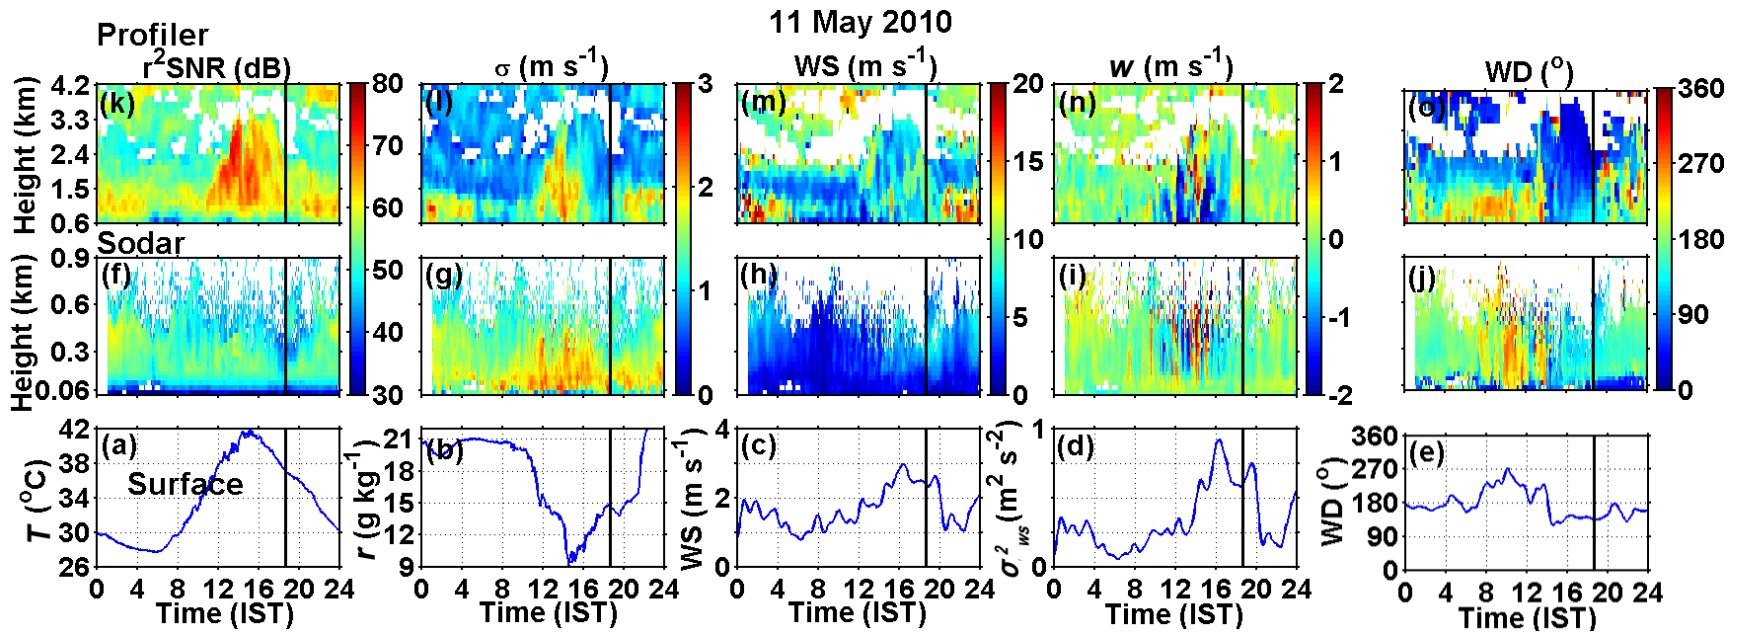 11 May 2010
Profiler
r²SNR (dB)
σ (m s⁻¹)
WS (m s⁻¹)
w (m s⁻¹)
WD (°)
Height (km)
4.2
3.3
2.4
1.5
0.6
(k)
(l)
(m)
(n)
(o)
80
70
60
50
40
30
3
2
1
0
20
15
10
5
0
2
1
0
-1
-2
360
270
180
90
0
Sodar
Height (km)
0.9
0.6
0.3
0.06
(f)
(g)
(h)
(i)
(j)
Surface
T (°C)
42
38
34
30
26
(a)
0 4 8 12 16 20 24
Time (IST)
r (g kg⁻¹)
21
18
15
12
9
(b)
0 4 8 12 16 20 24
Time (IST)
WS (m s⁻¹)
4
2
0
(c)
0 4 8 12 16 20 24
Time (IST)
σ²ws (m² s⁻²)
1
0
(d)
0 4 8 12 16 20 24
Time (IST)
WD (°)
360
270
180
90
0
(e)
0 4 8 12 16 20 24
Time (IST)